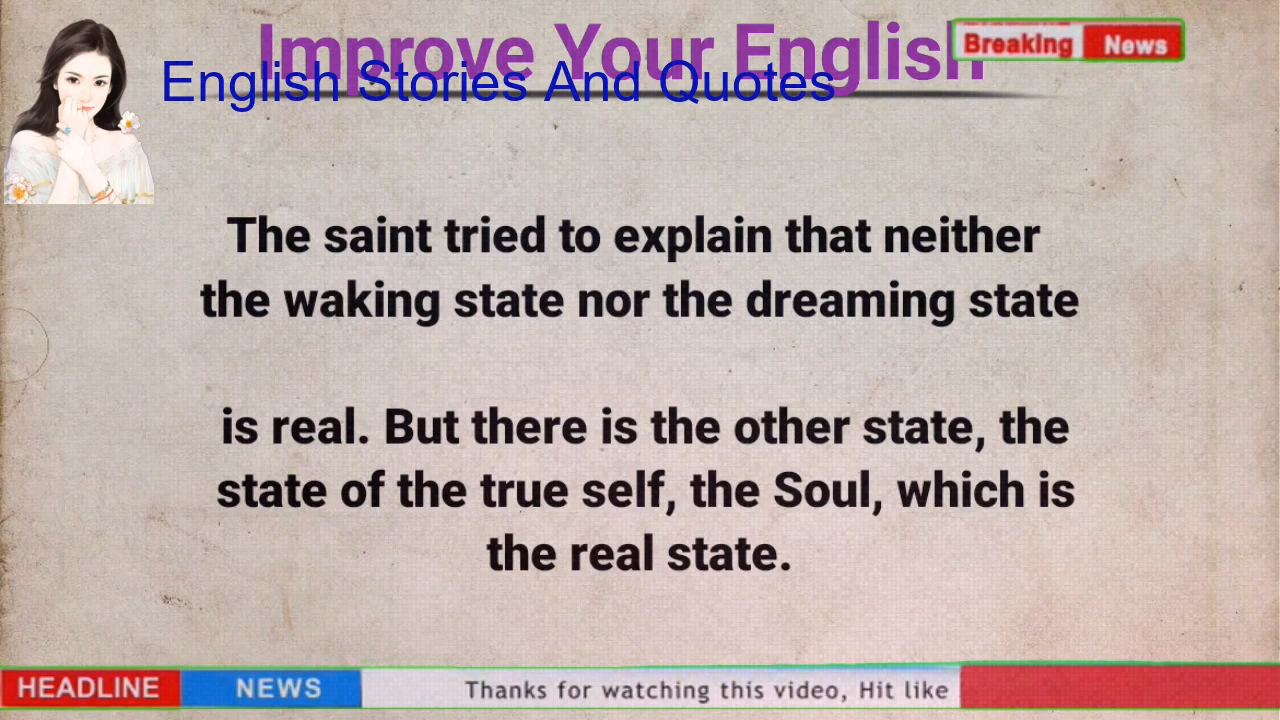 Improve Your English
Breaking News
English Stories And Quotes
The saint tried to explain that neither
the waking state nor the dreaming state
is real. But there is the other state, the
state of the true self, the Soul, which is
the real state.
HEADLINE NEWS Thanks for watching this video, Hit like